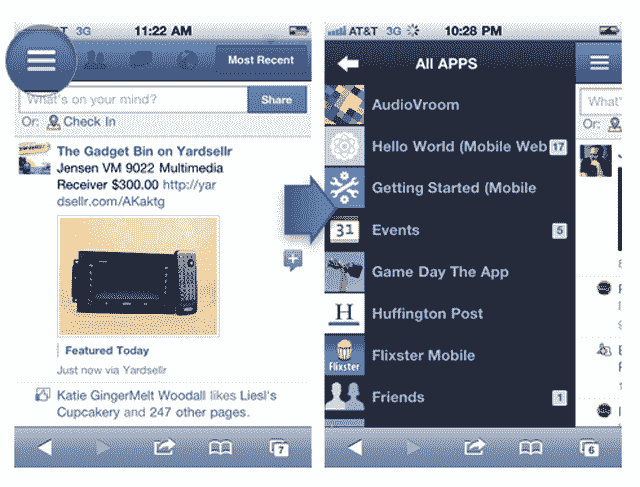 T 3G 11:22 AM
Most Recent
What's on your mind?
Share
Or: Check In
The Gadget Bin on Yardsellr
Jensen VM 9022 Multimedia
Receiver $300.00 http://yar
dsellr.com/AKaktg
Featured Today
Just now via Yardsellr
Katie GingerMelt Woodall likes Liesl's
Cupcakery and 247 other pages.
7
AT&T 3G 10:28 PM
All APPS
AudioVroom
Hello World (Mobile Web 17
Getting Started (Mobile
31 Events 5
Game Day The App
H Huffington Post
Flixster Flixster Mobile
Friends 1
What'
Or:
6